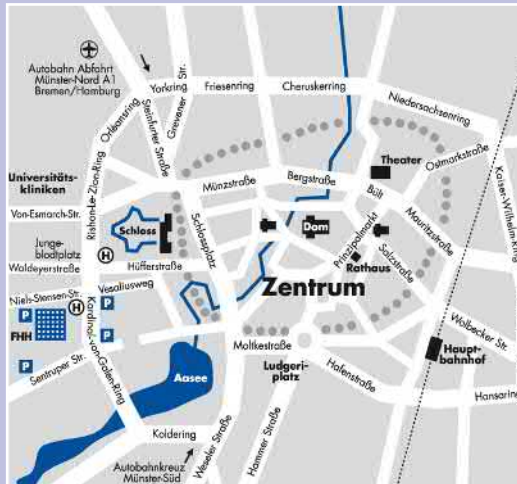 Autobahn Abfahrt
Münster-Nord A1
Bremen/Hamburg
Yorkring
Friesenring
Cheruskerring
Niedersachsenring
Orléansring
Steinfurter Straße
Grevener Str.
Ostmarkstraße
Theater
Kaiser-Wilhelm-Ring
Universitäts-
kliniken
Rishon-Le-Zion-Ring
Münzstraße
Bergstraße
Bült
Mauritzstraße
Von-Esmarch-Str.
Schlossplatz
Schloss
Dom
Prinzipalmarkt
Salzstraße
Junge-
blodtplatz
H
Waldeyerstraße
Hüfferstraße
Rathaus
Niels-Stensen-Str.
Vesaliusweg
Zentrum
H
P
P
FHH
Kardinal-von-Galen-Ring
Wolbecker Str.
Moltkestraße
Haupt-
bahnhof
P
P
Sentruper Str.
Aasee
Ludgeri-
platz
Hafenstraße
Hansaring
Koldering
Weseler Straße
Hammer Straße
Autobahnkreuz
Münster-Süd